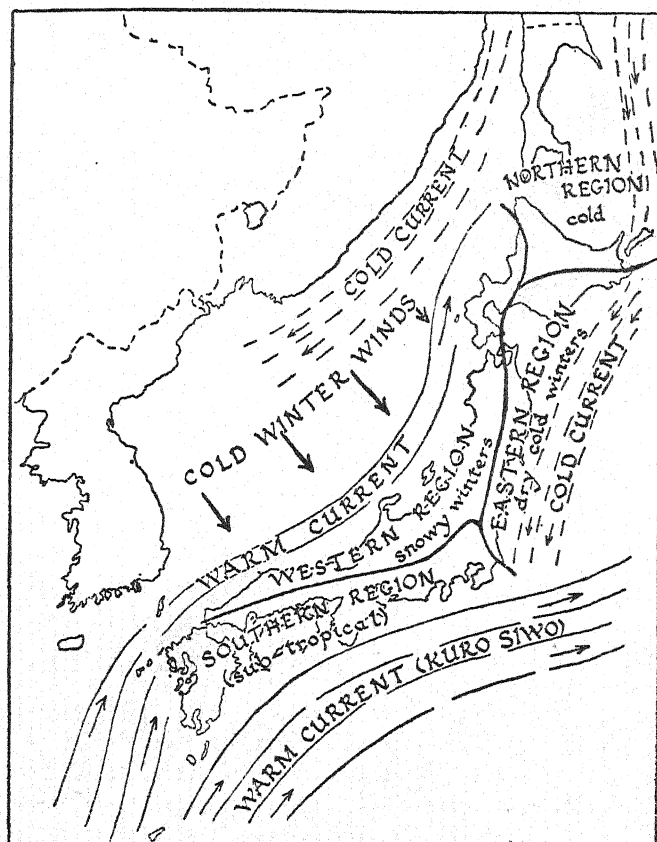 NORTHERN
REGION
cold
COLD CURRENT
COLD WINTER WINDS
WARM CURRENT
WESTERN REGION
snowy winters
EASTERN REGION
dry cold winters
COLD CURRENT
SOUTHERN REGION
(sub-tropical)
WARM CURRENT (KURO SIWO)